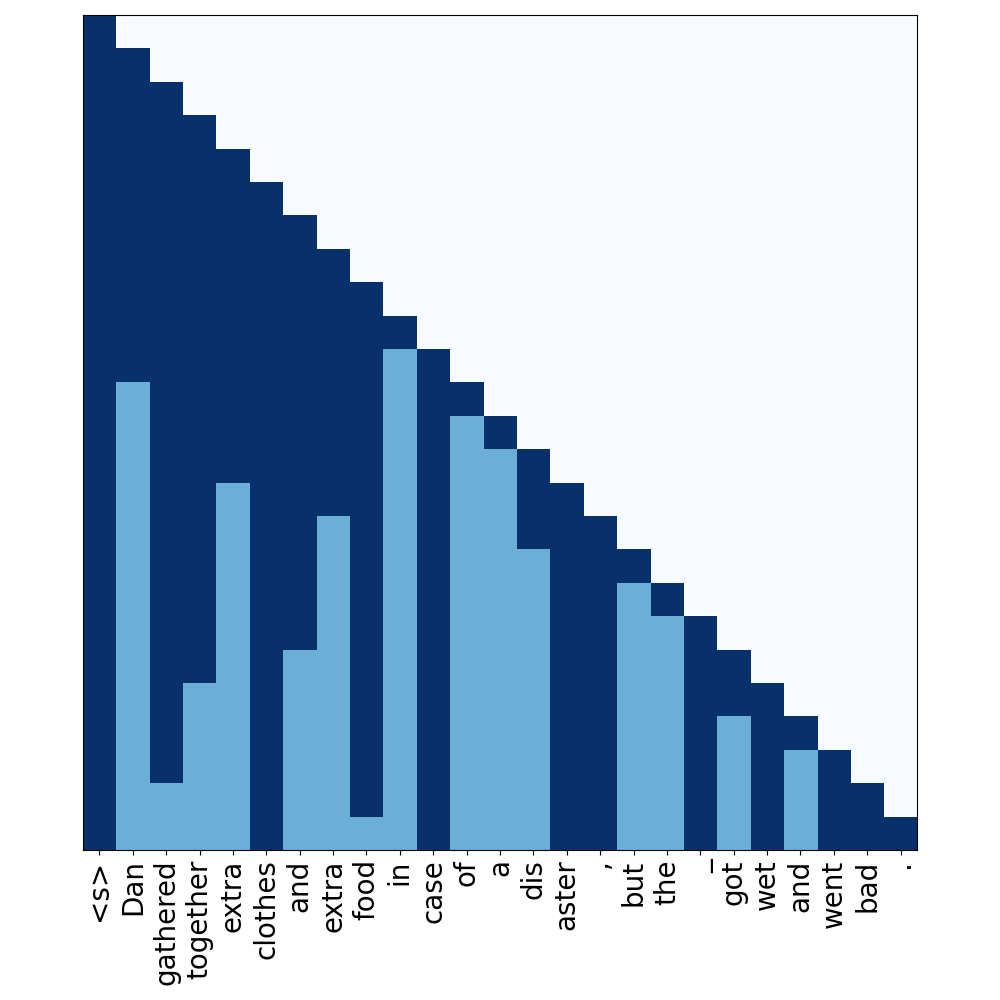 <s> Dan gathered together extra clothes and extra food in case of a dis aster , but the _ got wet and went bad .